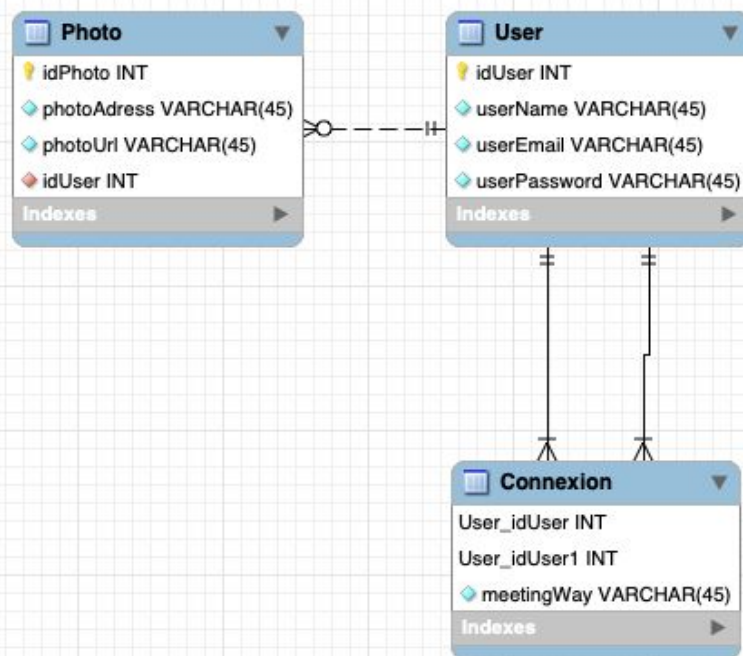 Photo
idPhoto INT
photoAdress VARCHAR(45)
photoUrl VARCHAR(45)
idUser INT
Indexes
User
idUser INT
userName VARCHAR(45)
userEmail VARCHAR(45)
userPassword VARCHAR(45)
Indexes
Connexion
User_idUser INT
User_idUser1 INT
meetingWay VARCHAR(45)
Indexes